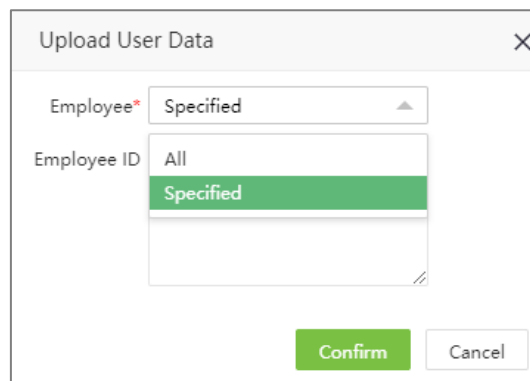 Upload User Data
Employee* Specified
Employee ID
All
Specified
Confirm Cancel